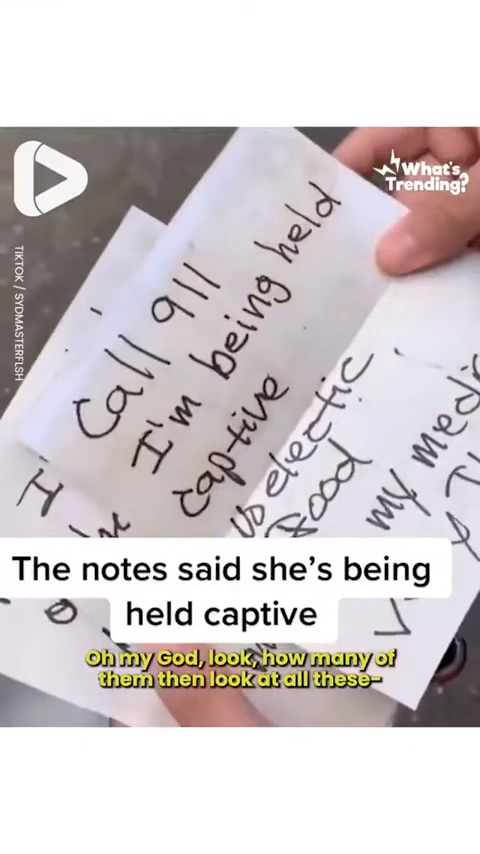 What's
Trending?
TIKTOK / SYDMASTERFLSH
Call 911
I'm being held
captive
electic
food
my medi
I
The notes said she's being
held captive
Oh my God, look, how many of
them then look at all these-